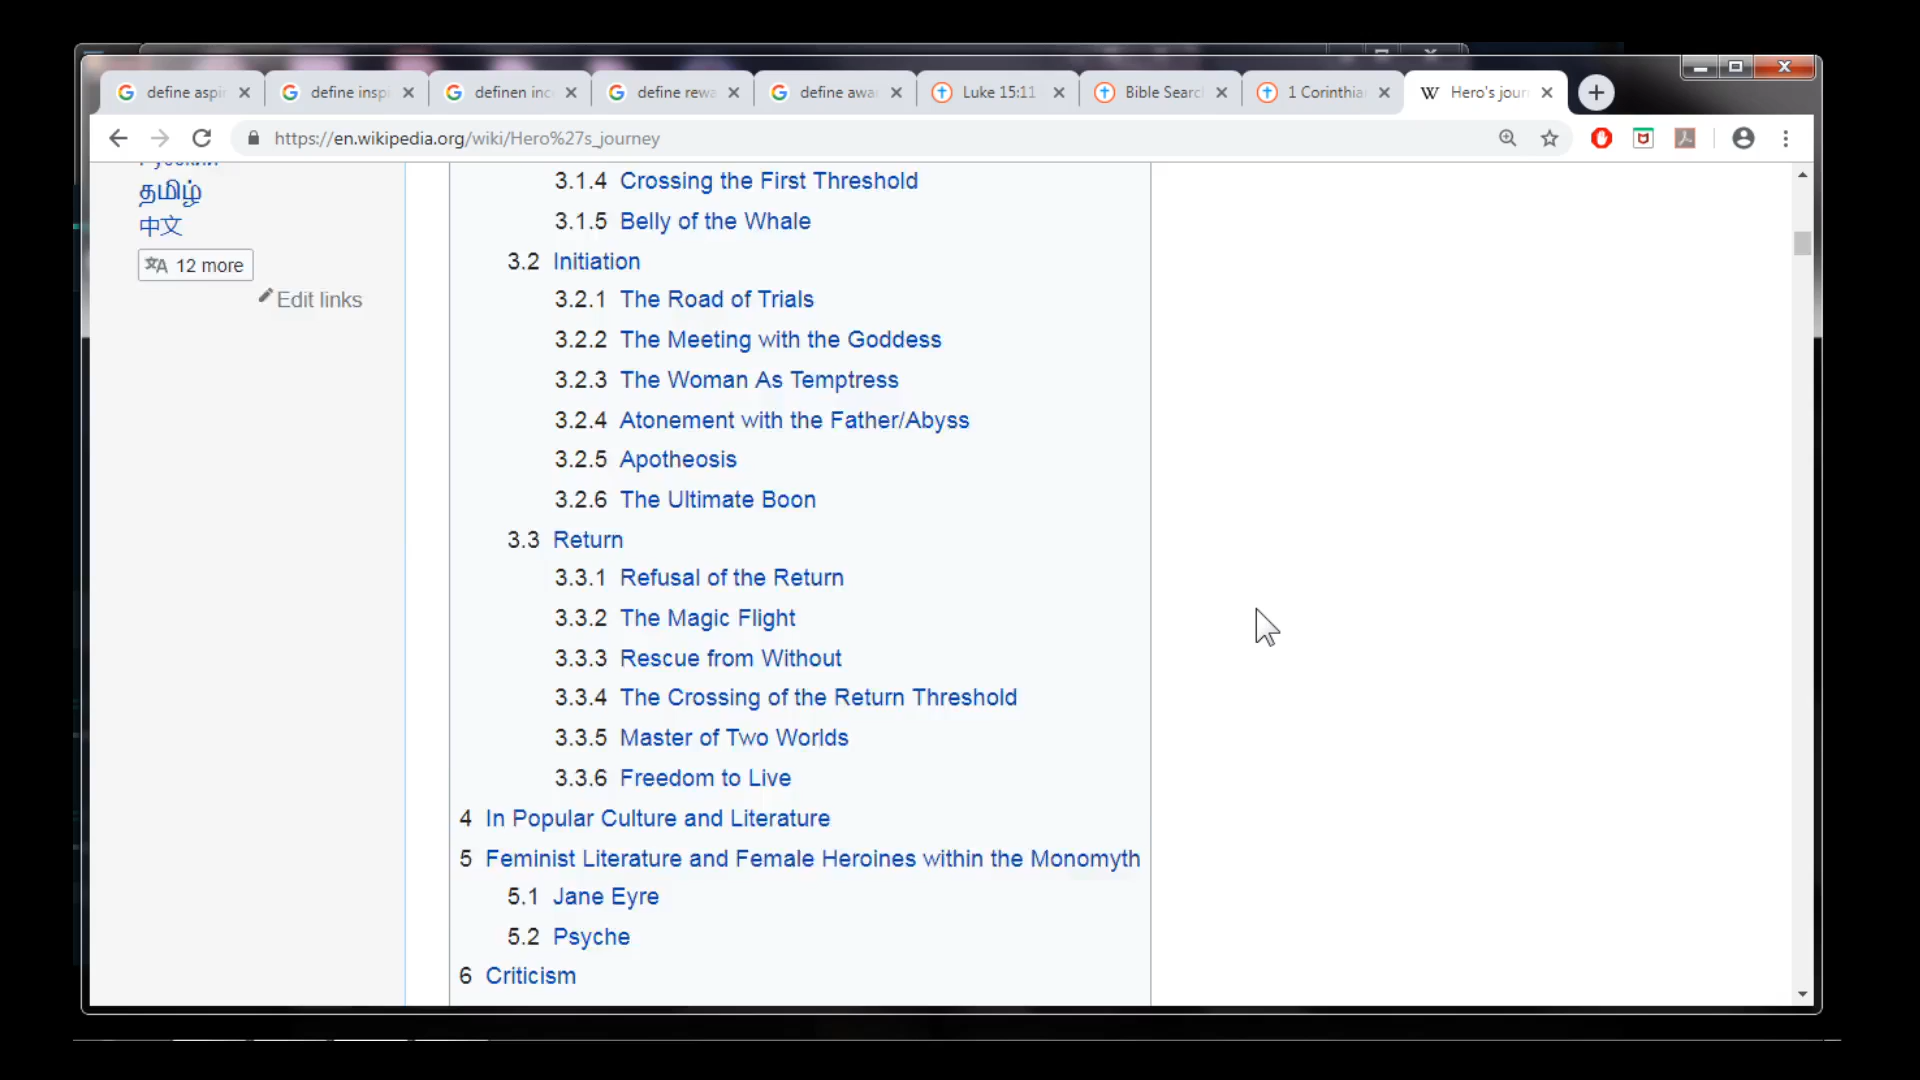 define aspir
define insp
definen inc
define rewa
define awa
Luke 15:11
Bible Searc
1 Corinthia
Hero's jour
https://en.wikipedia.org/wiki/Hero%27s_journey
Русский
தமிழ்
中文
12 more
Edit links
3.1.4 Crossing the First Threshold
3.1.5 Belly of the Whale
3.2 Initiation
3.2.1 The Road of Trials
3.2.2 The Meeting with the Goddess
3.2.3 The Woman As Temptress
3.2.4 Atonement with the Father/Abyss
3.2.5 Apotheosis
3.2.6 The Ultimate Boon
3.3 Return
3.3.1 Refusal of the Return
3.3.2 The Magic Flight
3.3.3 Rescue from Without
3.3.4 The Crossing of the Return Threshold
3.3.5 Master of Two Worlds
3.3.6 Freedom to Live
4 In Popular Culture and Literature
5 Feminist Literature and Female Heroines within the Monomyth
5.1 Jane Eyre
5.2 Psyche
6 Criticism